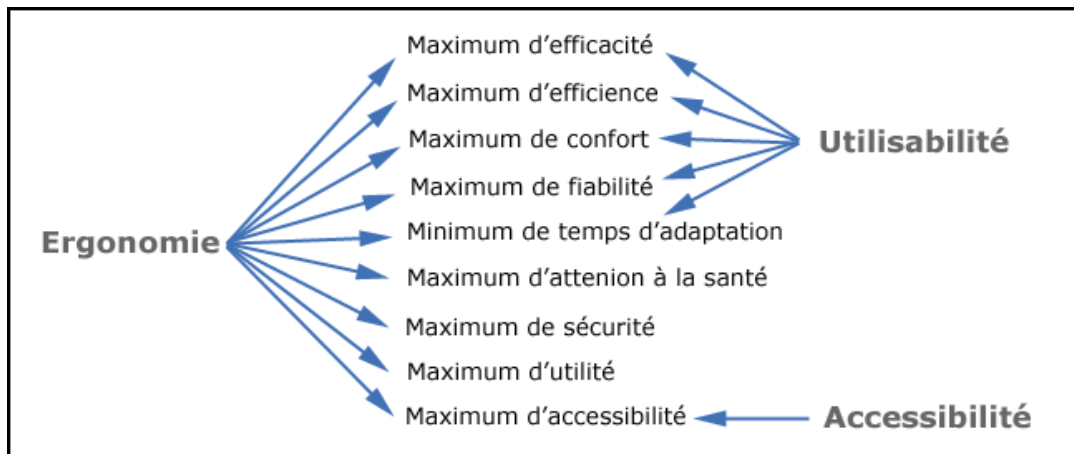 Maximum d’efficacité
Maximum d’efficience
Maximum de confort
Utilisabilité
Maximum de fiabilité
Ergonomie
Minimum de temps d’adaptation
Maximum d’attenion à la santé
Maximum de sécurité
Maximum d’utilité
Maximum d’accessibilité
Accessibilité